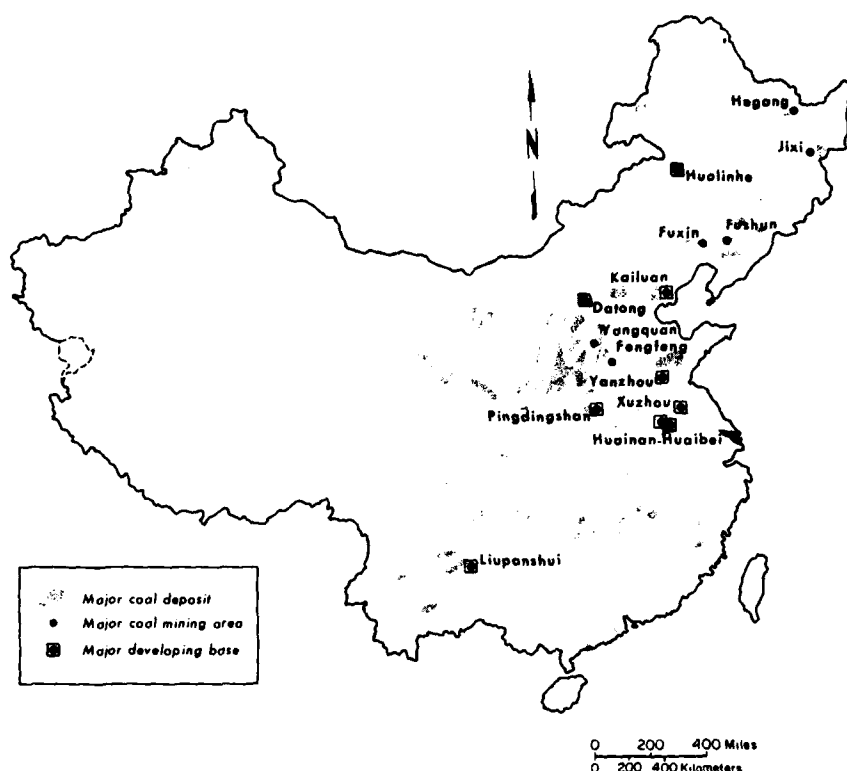 Hegang
Jixi
N
Huolinhe
Fuxin
Fushun
Kailuan
Datong
Yangquan
Fengfeng
Yanzhou
Xuzhou
Pingdingshan
Huainan-Huaibei
Liupanshui
Major coal deposit
Major coal mining area
Major developing base
0 200 400 Miles
0 200 400 Kilometers